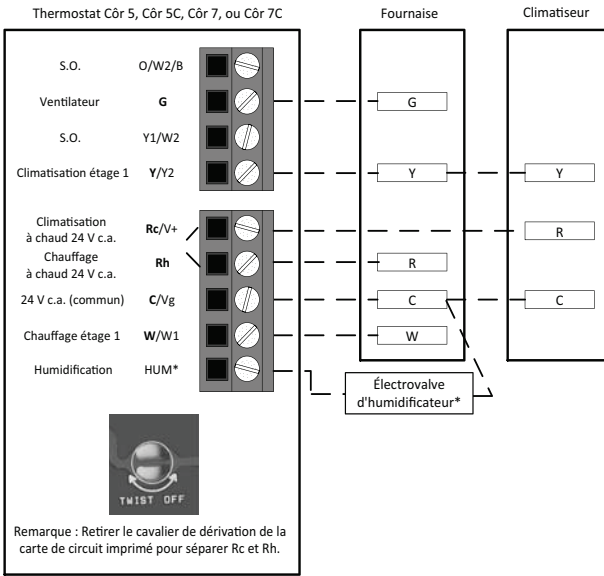 Thermostat Côr 5, Côr 5C, Côr 7, ou Côr 7C
Fournaise
Climatiseur
S.O. O/W2/B
Ventilateur G
G
S.O. Y1/W2
Climatisation étage 1 Y/Y2
Y
Y
Climatisation
à chaud 24 V c.a.
Rc/V+
R
Chauffage
à chaud 24 V c.a.
Rh
R
24 V c.a. (commun) C/Vg
C
C
Chauffage étage 1 W/W1
W
Humidification HUM*
Électrovalve
d'humidificateur*
TWIST OFF
Remarque : Retirer le cavalier de dérivation de la
carte de circuit imprimé pour séparer Rc et Rh.